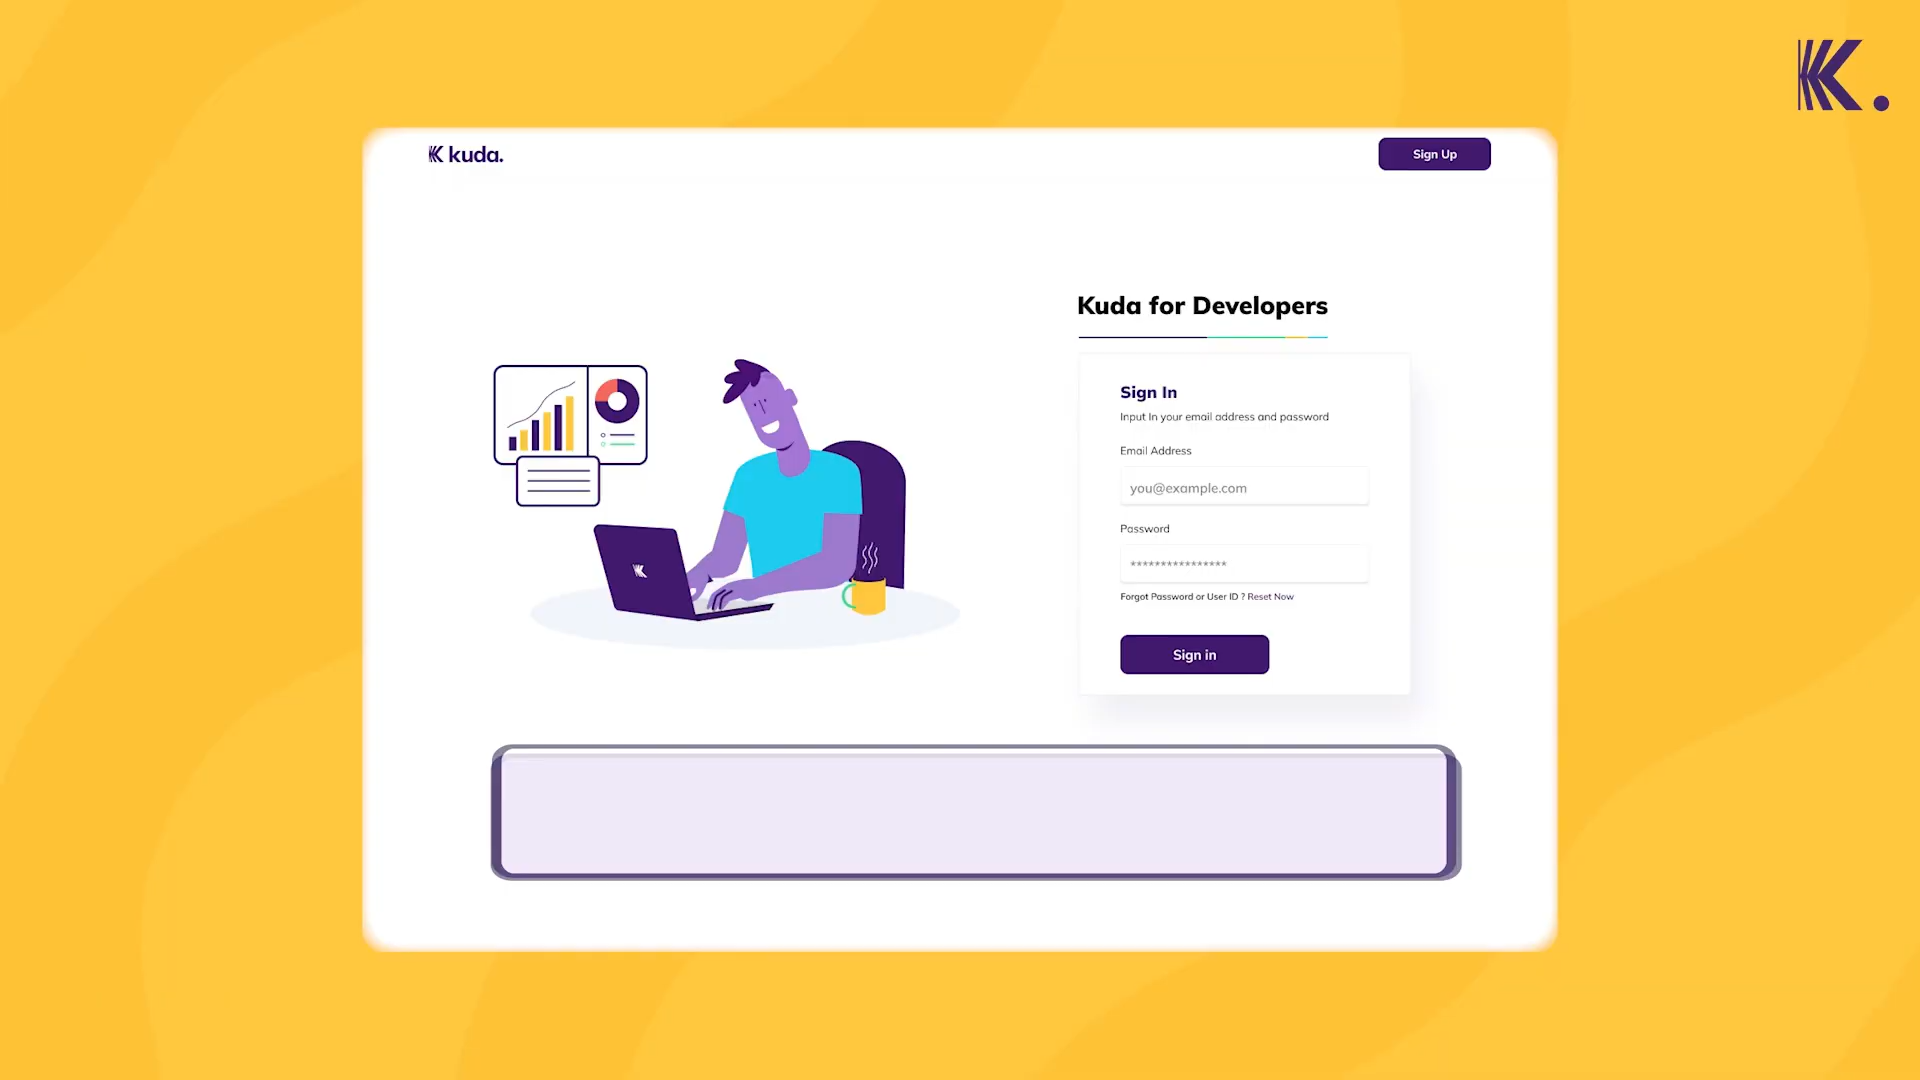 K.
kuda.
Sign Up
Kuda for Developers
Sign In
Input In your email address and password
Email Address
you@example.com
Password
****************
Forgot Password or User ID ? Reset Now
Sign in